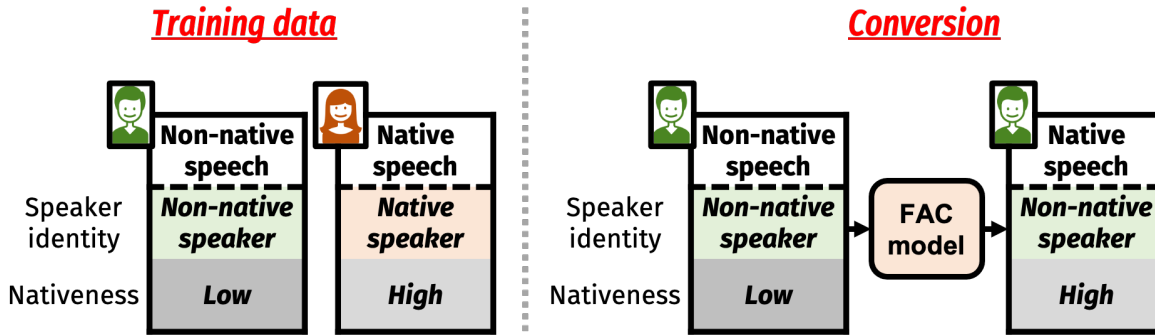 Training data
Conversion
Non-native
speech
Native
speech
Speaker
identity
Non-native
speaker
Native
speaker
Nativeness
Low
High
Non-native
speech
Native
speech
Speaker
identity
Non-native
speaker
FAC
model
Non-native
speaker
Nativeness
Low
High